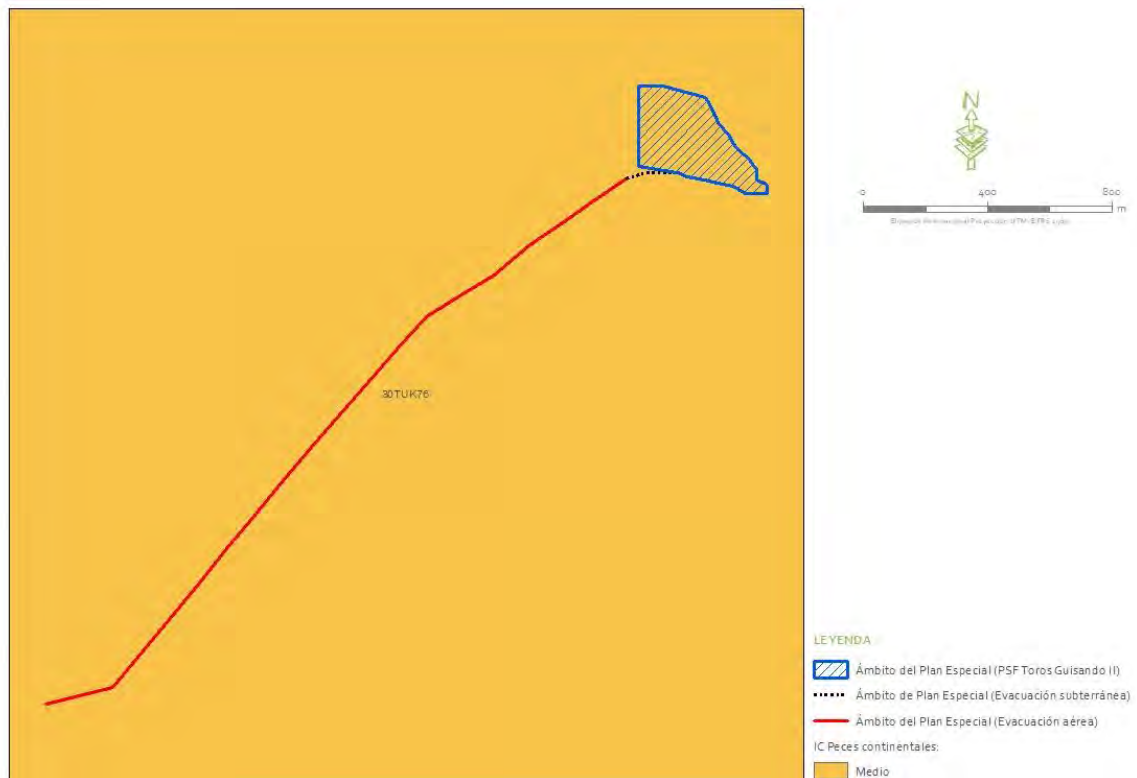 N
0 400 800
m
30TUK76
LEYENDA
Ámbito del Plan Especial (PSF Toros Guisando II)
Ámbito de Plan Especial (Evacuación subterránea)
Ámbito del Plan Especial (Evacuación aérea)
IC Peces continentales:
Medio